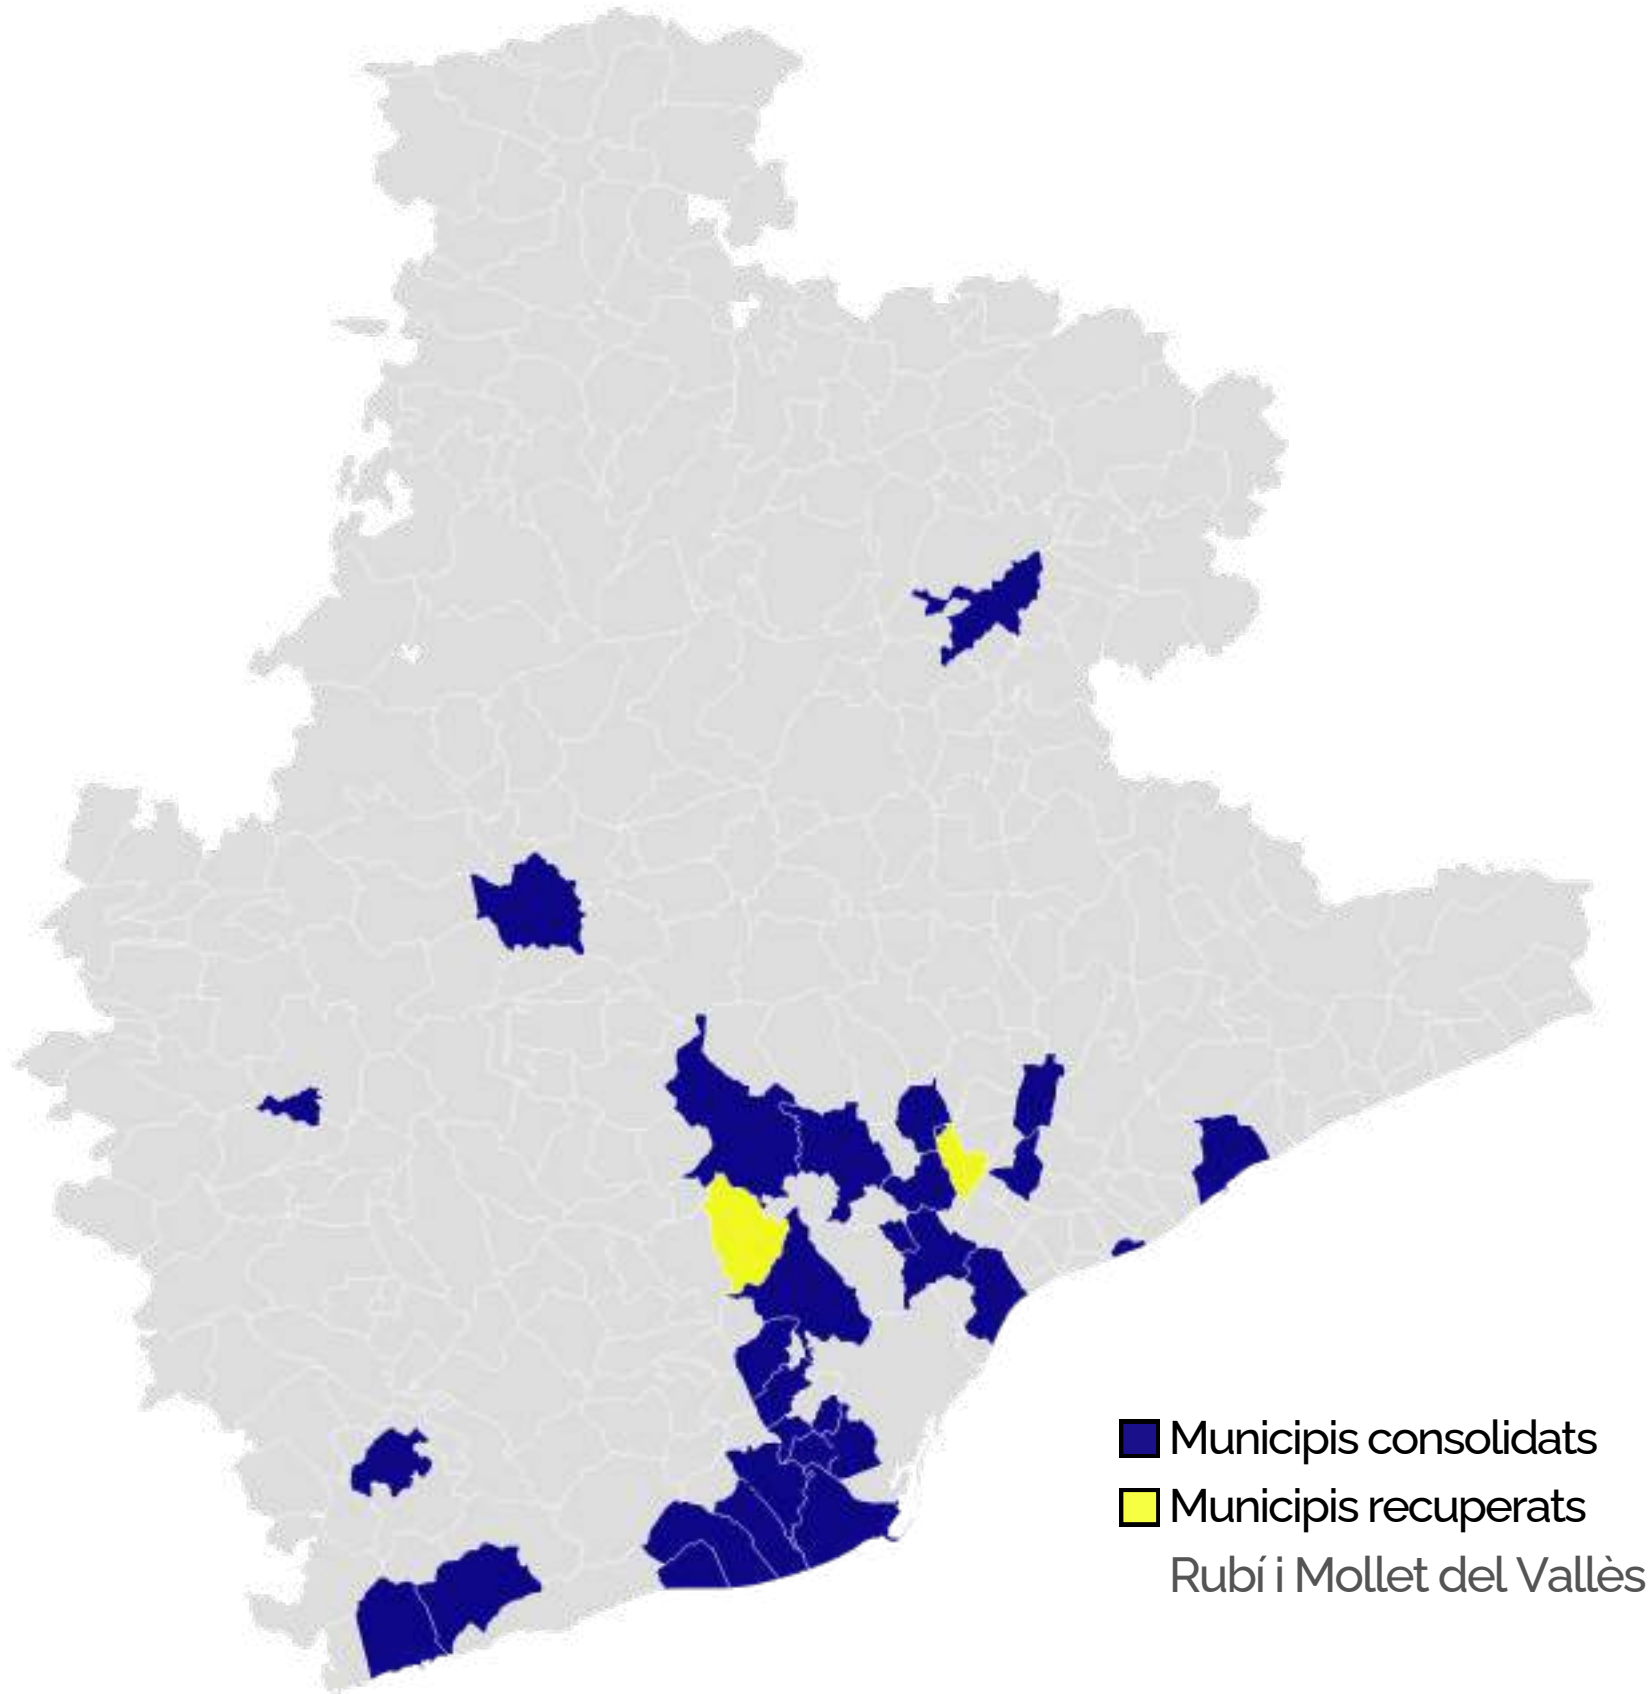 Municipis consolidats
Municipis recuperats
Rubí i Mollet del Vallès